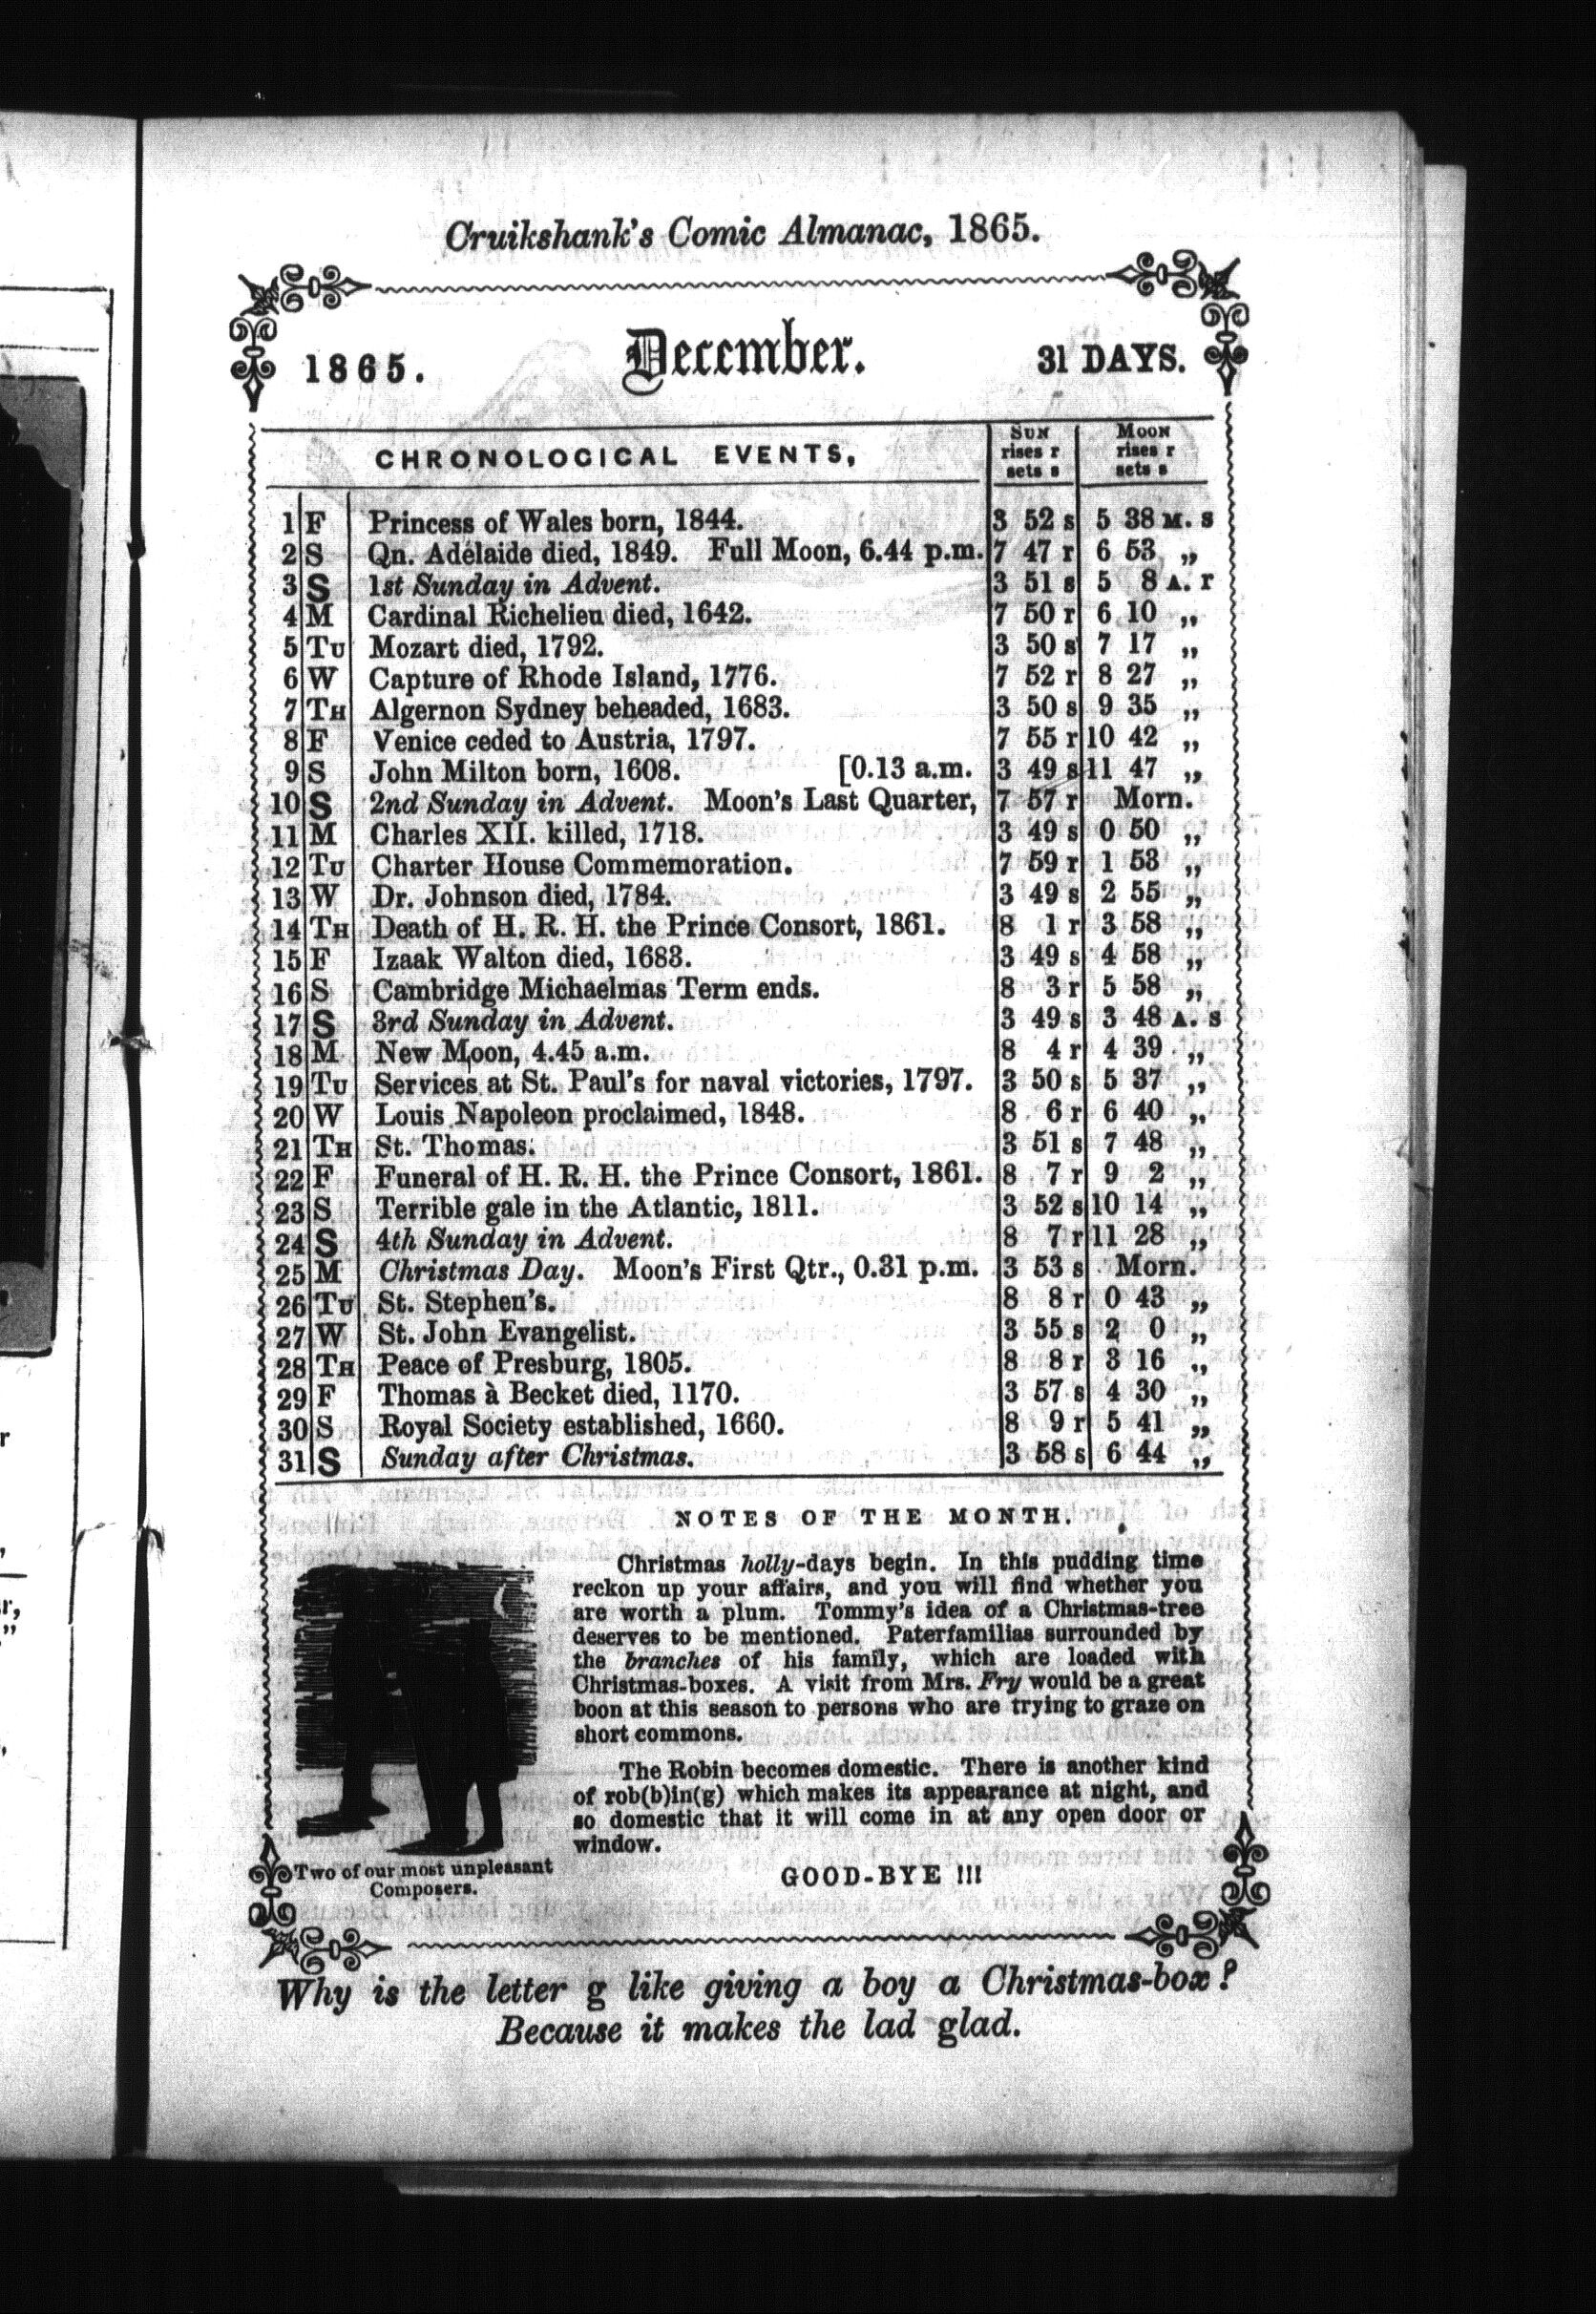 Cruikshank's Comic Almanac, 1865.
1865. December. 31 DAYS.
CHRONOLOGICAL EVENTS, SUN rises r sets s MOON rises r sets s
1 F Princess of Wales born, 1844. 3 52 s 5 38 M. s
2 S Qn. Adelaide died, 1849. Full Moon, 6.44 p.m. 7 47 r 6 53 „
3 S 1st Sunday in Advent. 3 51 s 5 8 A. r
4 M Cardinal Richelieu died, 1642. 7 50 r 6 10 „
5 TU Mozart died, 1792. 3 50 s 7 17 „
6 W Capture of Rhode Island, 1776. 7 52 r 8 27 „
7 TH Algernon Sydney beheaded, 1683. 3 50 s 9 35 „
8 F Venice ceded to Austria, 1797. 7 55 r 10 42 „
9 S John Milton born, 1608. [0.13 a.m. 3 49 s 11 47 „
10 S 2nd Sunday in Advent. Moon's Last Quarter, 7 57 r Morn.
11 M Charles XII. killed, 1718. 3 49 s 0 50 „
12 TU Charter House Commemoration. 7 59 r 1 53 „
13 W Dr. Johnson died, 1784. 3 49 s 2 55 „
14 TH Death of H. R. H. the Prince Consort, 1861. 8 1 r 3 58 „
15 F Izaak Walton died, 1683. 3 49 s 4 58 „
16 S Cambridge Michaelmas Term ends. 8 3 r 5 58 „
17 S 3rd Sunday in Advent. 3 49 s 3 48 A. s
18 M New Moon, 4.45 a.m. 8 4 r 4 39 „
19 TU Services at St. Paul's for naval victories, 1797. 3 50 s 5 37 „
20 W Louis Napoleon proclaimed, 1848. 8 6 r 6 40 „
21 TH St. Thomas. 3 51 s 7 48 „
22 F Funeral of H. R. H. the Prince Consort, 1861. 8 7 r 9 2 „
23 S Terrible gale in the Atlantic, 1811. 3 52 s 10 14 „
24 S 4th Sunday in Advent. 8 7 r 11 28 „
25 M Christmas Day. Moon's First Qtr., 0.31 p.m. 3 53 s Morn.
26 TU St. Stephen's. 8 8 r 0 43 „
27 W St. John Evangelist. 3 55 s 2 0 „
28 TH Peace of Presburg, 1805. 8 8 r 3 16 „
29 F Thomas à Becket died, 1170. 3 57 s 4 30 „
30 S Royal Society established, 1660. 8 9 r 5 41 „
31 S Sunday after Christmas. 3 58 s 6 44 „
NOTES OF THE MONTH.
Christmas holly-days begin. In this pudding time
reckon up your affairs, and you will find whether you
are worth a plum. Tommy's idea of a Christmas-tree
deserves to be mentioned. Paterfamilias surrounded by
the branches of his family, which are loaded with
Christmas-boxes. A visit from Mrs. Fry would be a great
boon at this season to persons who are trying to graze on
short commons.
The Robin becomes domestic. There is another kind
of rob(b)in(g) which makes its appearance at night, and
so domestic that it will come in at any open door or
window.
Two of our most unpleasant
Composers.
GOOD-BYE !!!
Why is the letter g like giving a boy a Christmas-box?
Because it makes the lad glad.